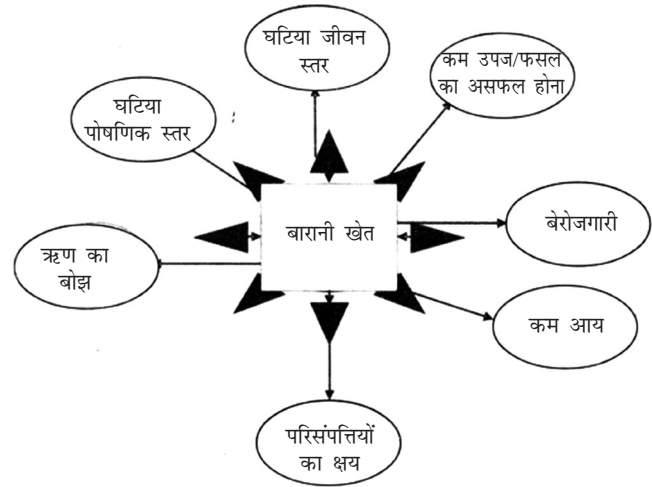 घटिया जीवन
स्तर
कम उपज/फसल
का असफल होना
घटिया
पोषणिक स्तर
बारानी खेत
बेरोजगारी
ऋण का
बोझ
कम आय
परिसंपत्तियों
का क्षय